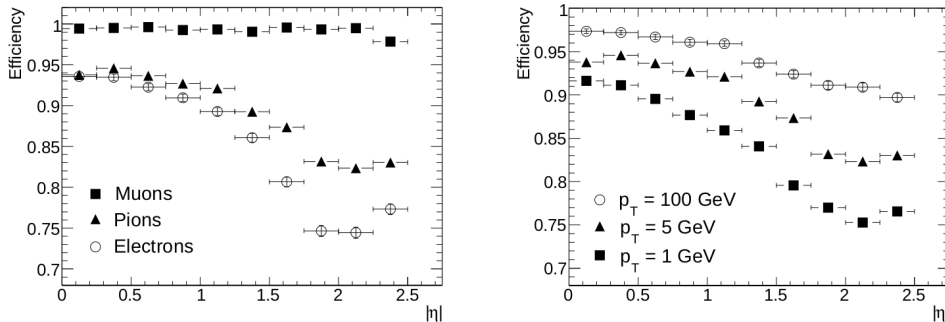 Efficiency
1
0.95
0.9
0.85
0.8
0.75
0.7
Muons
Pions
Electrons
0 0.5 1 1.5 2 2.5
|η|
Efficiency
1
0.95
0.9
0.85
0.8
0.75
0.7
p_T = 100 GeV
p_T = 5 GeV
p_T = 1 GeV
0 0.5 1 1.5 2 2.5
|η|